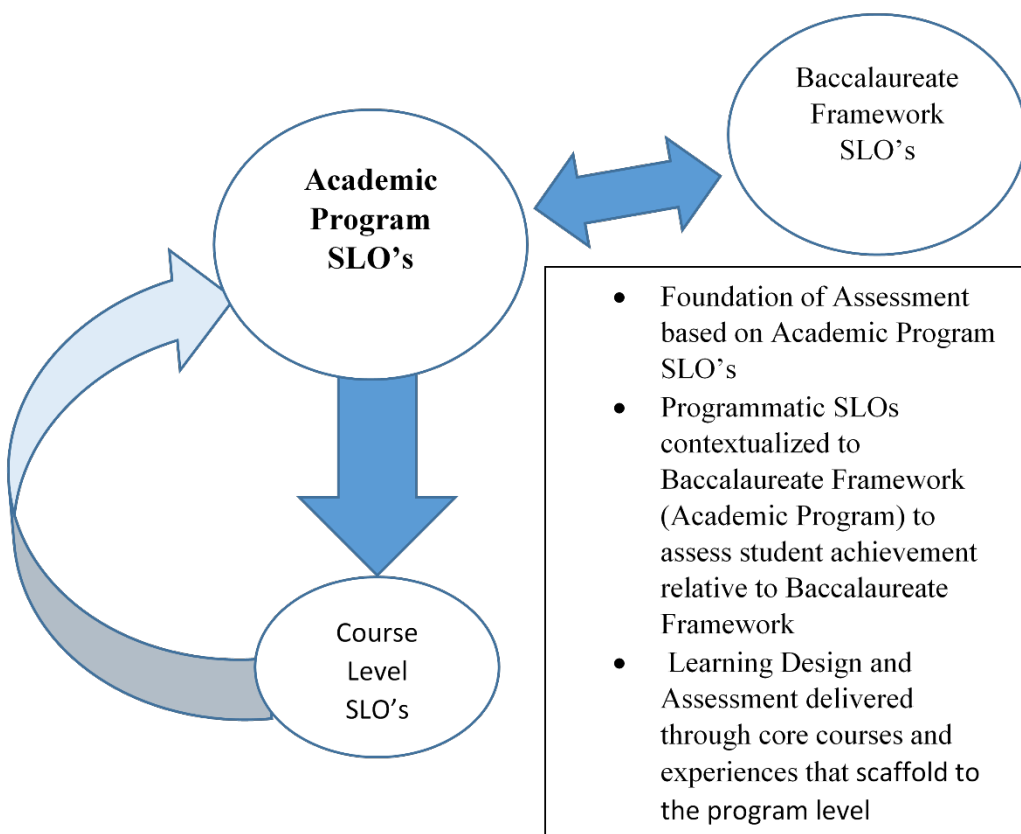 Baccalaureate
Framework
SLO’s
Academic
Program
SLO’s
• Foundation of Assessment
based on Academic Program
SLO’s
• Programmatic SLOs
contextualized to
Baccalaureate Framework
(Academic Program) to
assess student achievement
relative to Baccalaureate
Framework
• Learning Design and
Assessment delivered
through core courses and
experiences that scaffold to
the program level
Course
Level
SLO’s